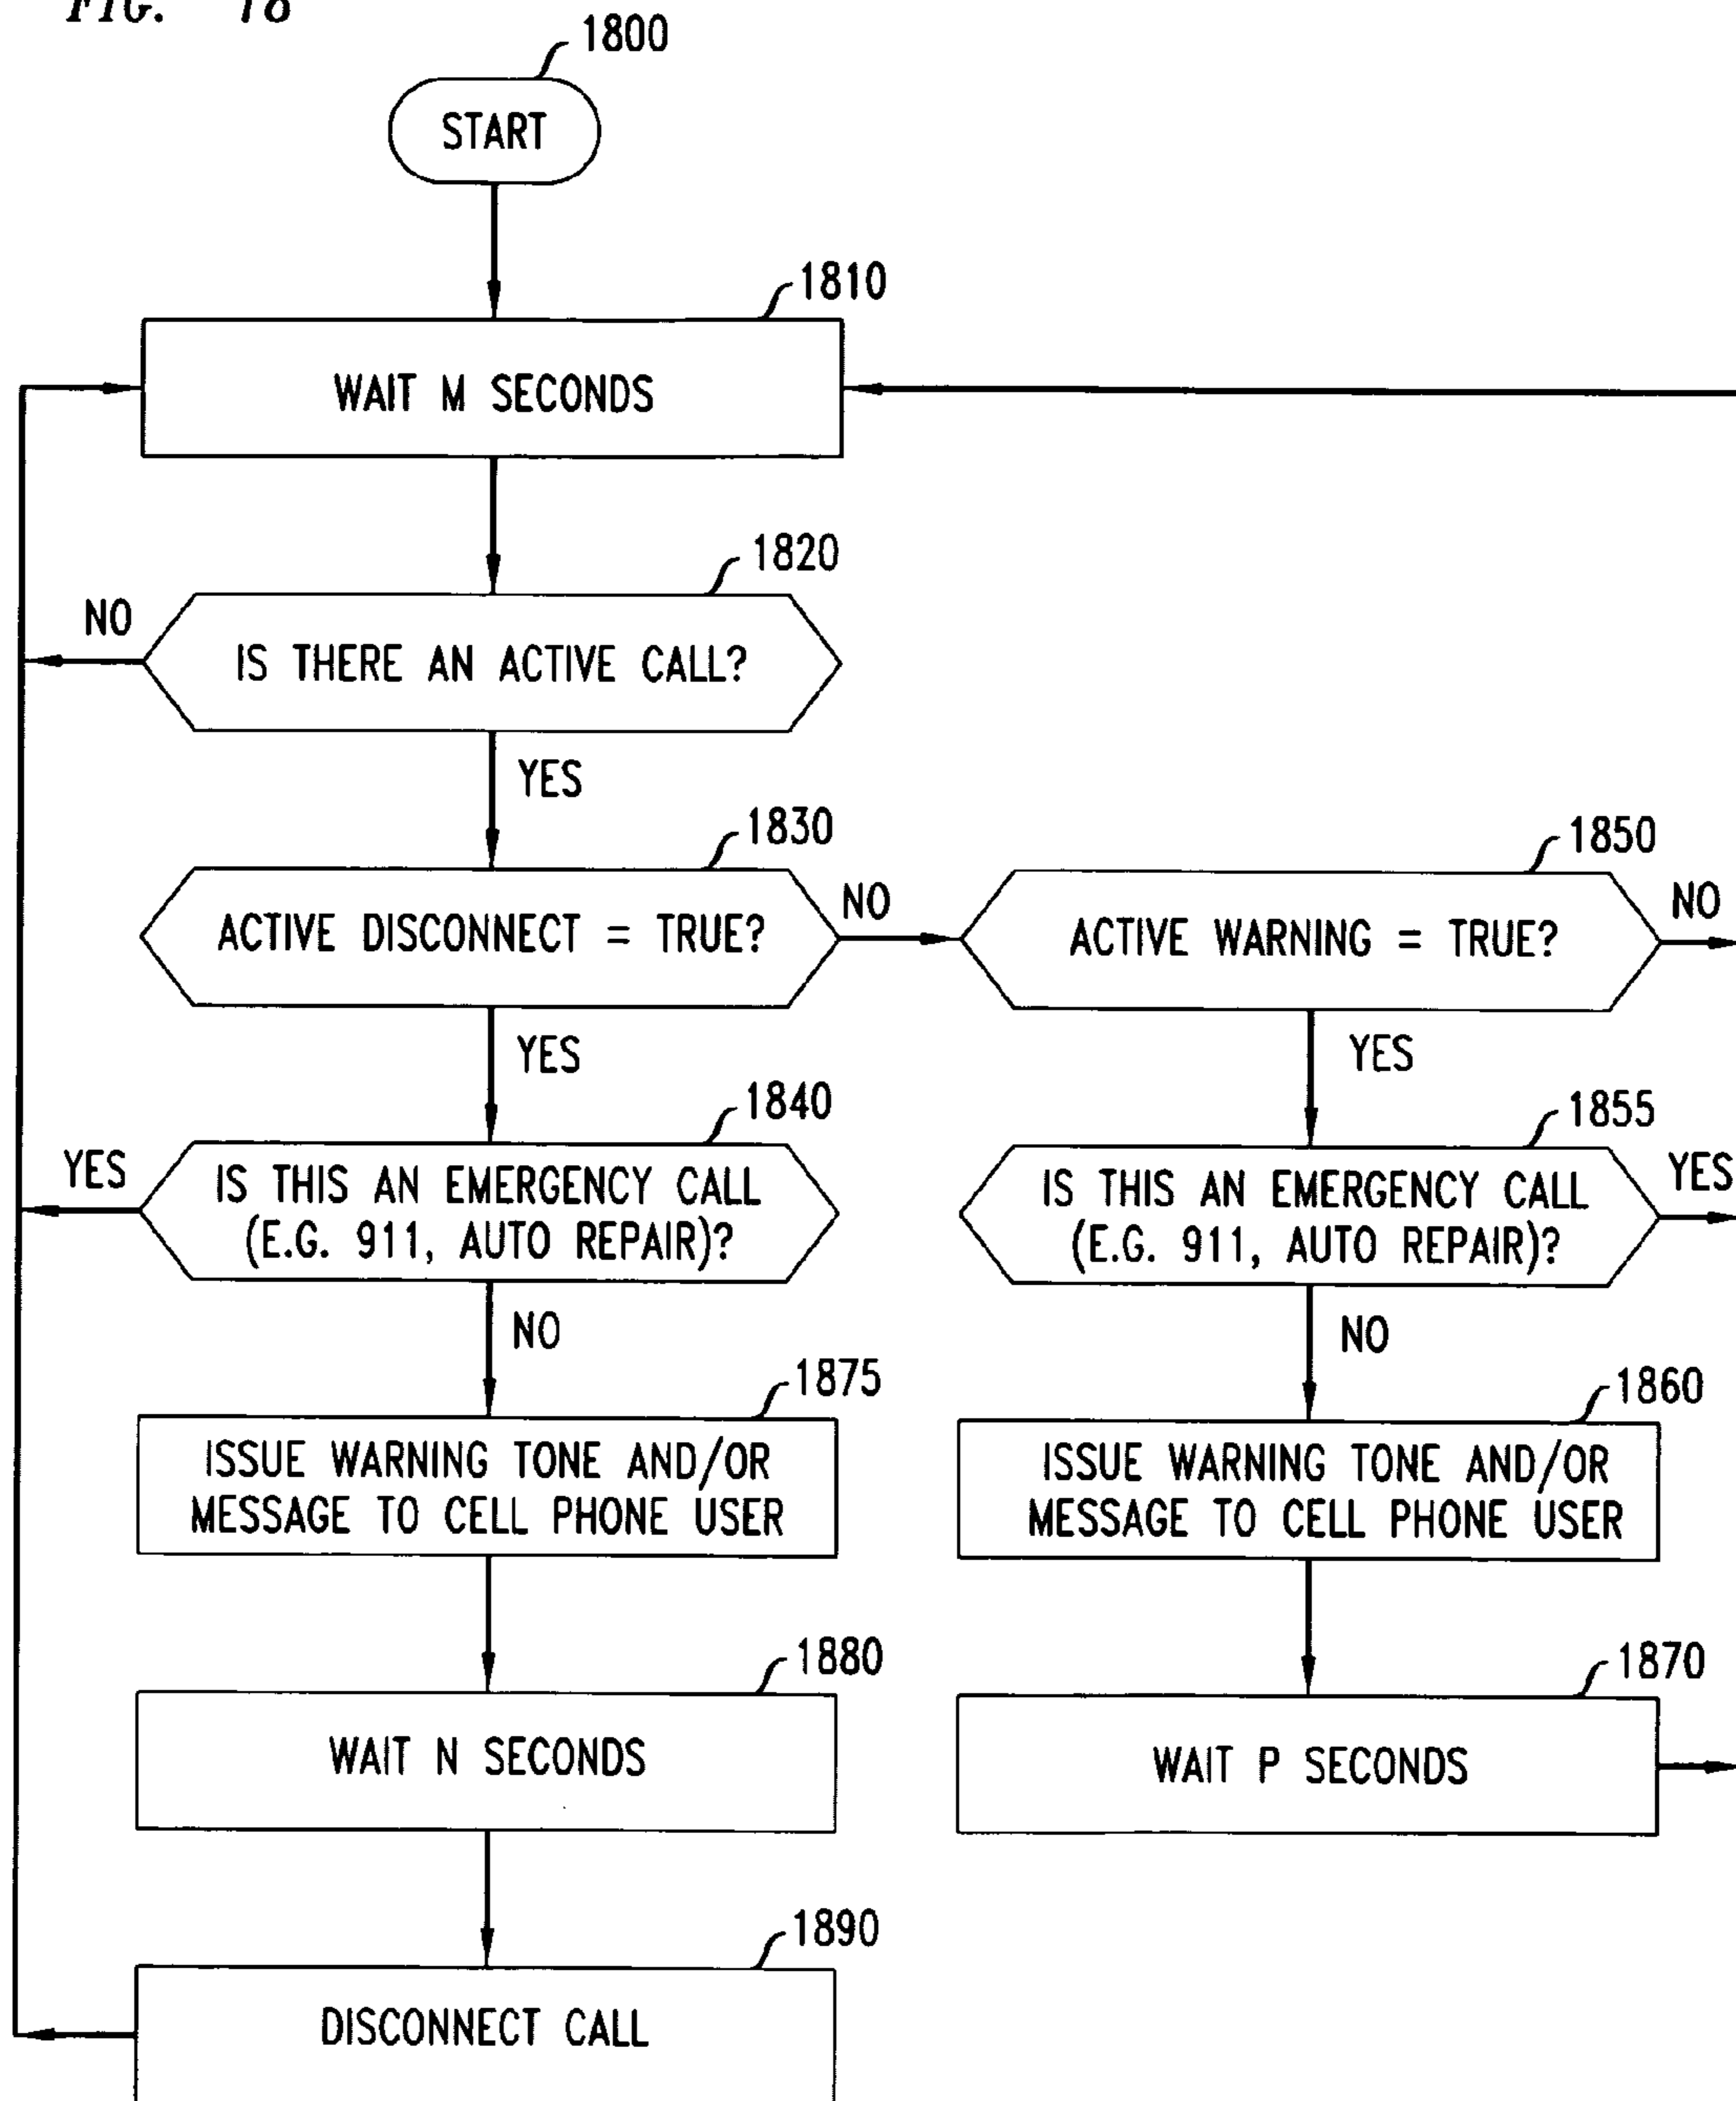 FIG. 18
1800
START
1810
WAIT M SECONDS
1820
NO
IS THERE AN ACTIVE CALL?
YES
1830
1850
ACTIVE DISCONNECT = TRUE?
NO
ACTIVE WARNING = TRUE?
NO
YES
YES
1840
1855
YES
IS THIS AN EMERGENCY CALL
(E.G. 911, AUTO REPAIR)?
IS THIS AN EMERGENCY CALL
(E.G. 911, AUTO REPAIR)?
YES
NO
NO
1875
1860
ISSUE WARNING TONE AND/OR
MESSAGE TO CELL PHONE USER
ISSUE WARNING TONE AND/OR
MESSAGE TO CELL PHONE USER
1880
1870
WAIT N SECONDS
WAIT P SECONDS
1890
DISCONNECT CALL